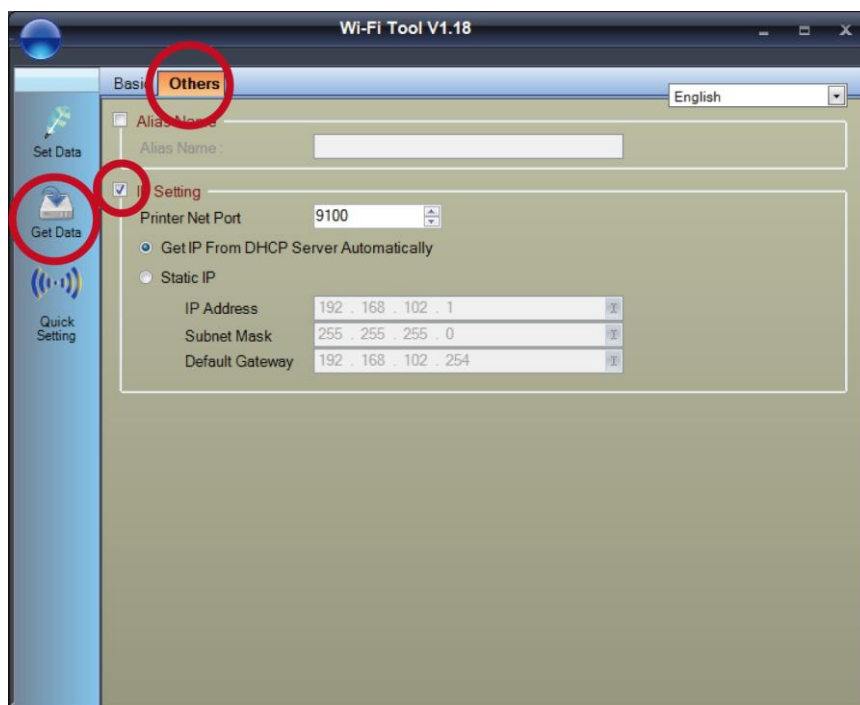 Wi-Fi Tool V1.18
Basic Others
English
Set Data
Get Data
Quick
Setting
Alias Name
Alias Name :
IP Setting
Printer Net Port 9100
Get IP From DHCP Server Automatically
Static IP
IP Address 192 . 168 . 102 . 1
Subnet Mask 255 . 255 . 255 . 0
Default Gateway 192 . 168 . 102 . 254